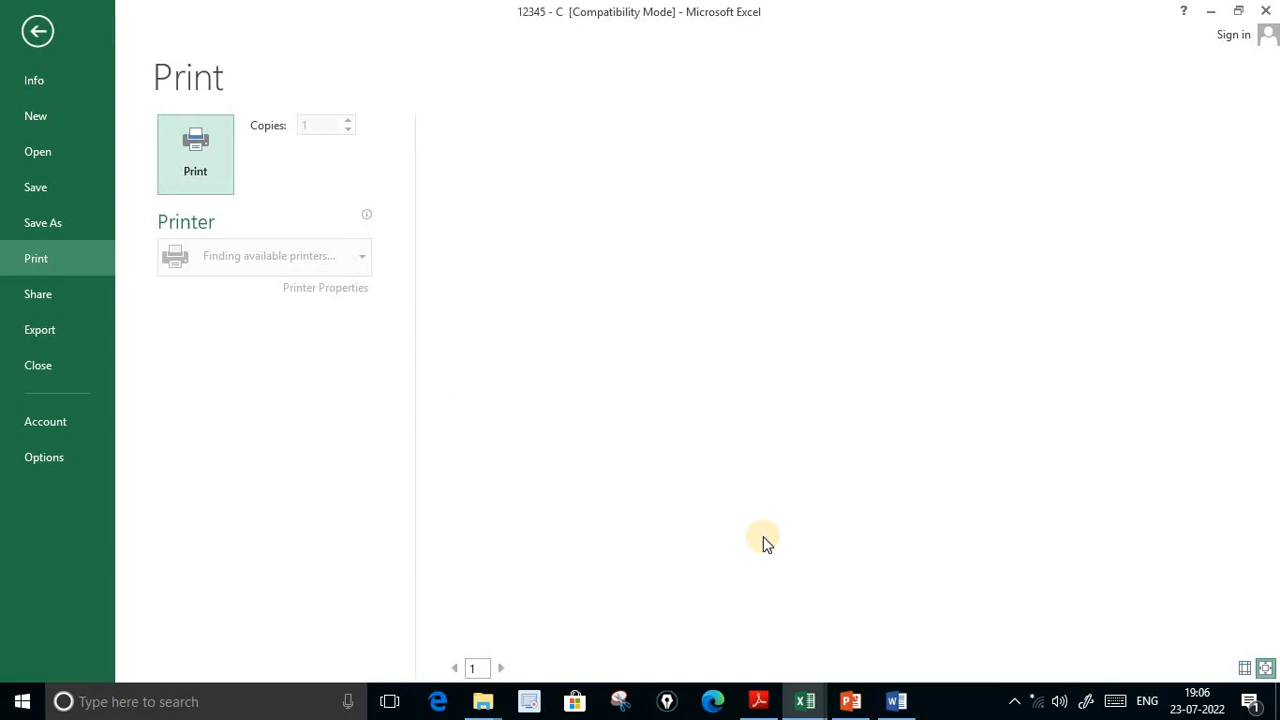 12345 - C  [Compatibility Mode] - Microsoft Excel
?
Sign in
Info
New
Open
Save
Save As
Print
Share
Export
Close
Account
Options
Print
Print
Copies: 1
Printer
Finding available printers...
Printer Properties
1
Type here to search
ENG
19:06
23-07-2022
1